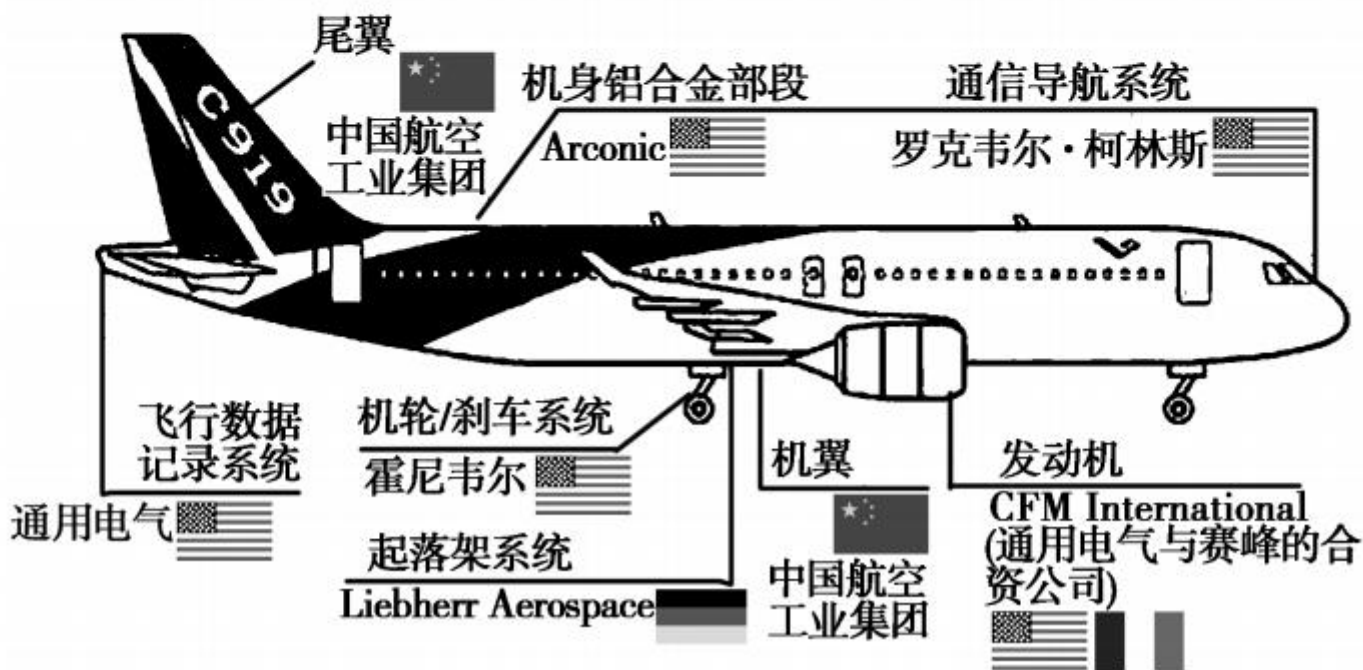 尾翼
C919
中国航空
工业集团
机身铝合金部段
Arconic
通信导航系统
罗克韦尔·柯林斯
飞行数据
记录系统
通用电气
机轮/刹车系统
霍尼韦尔
起落架系统
Liebherr Aerospace
机翼
中国航空
工业集团
发动机
CFM International
(通用电气与赛峰的合
资公司)